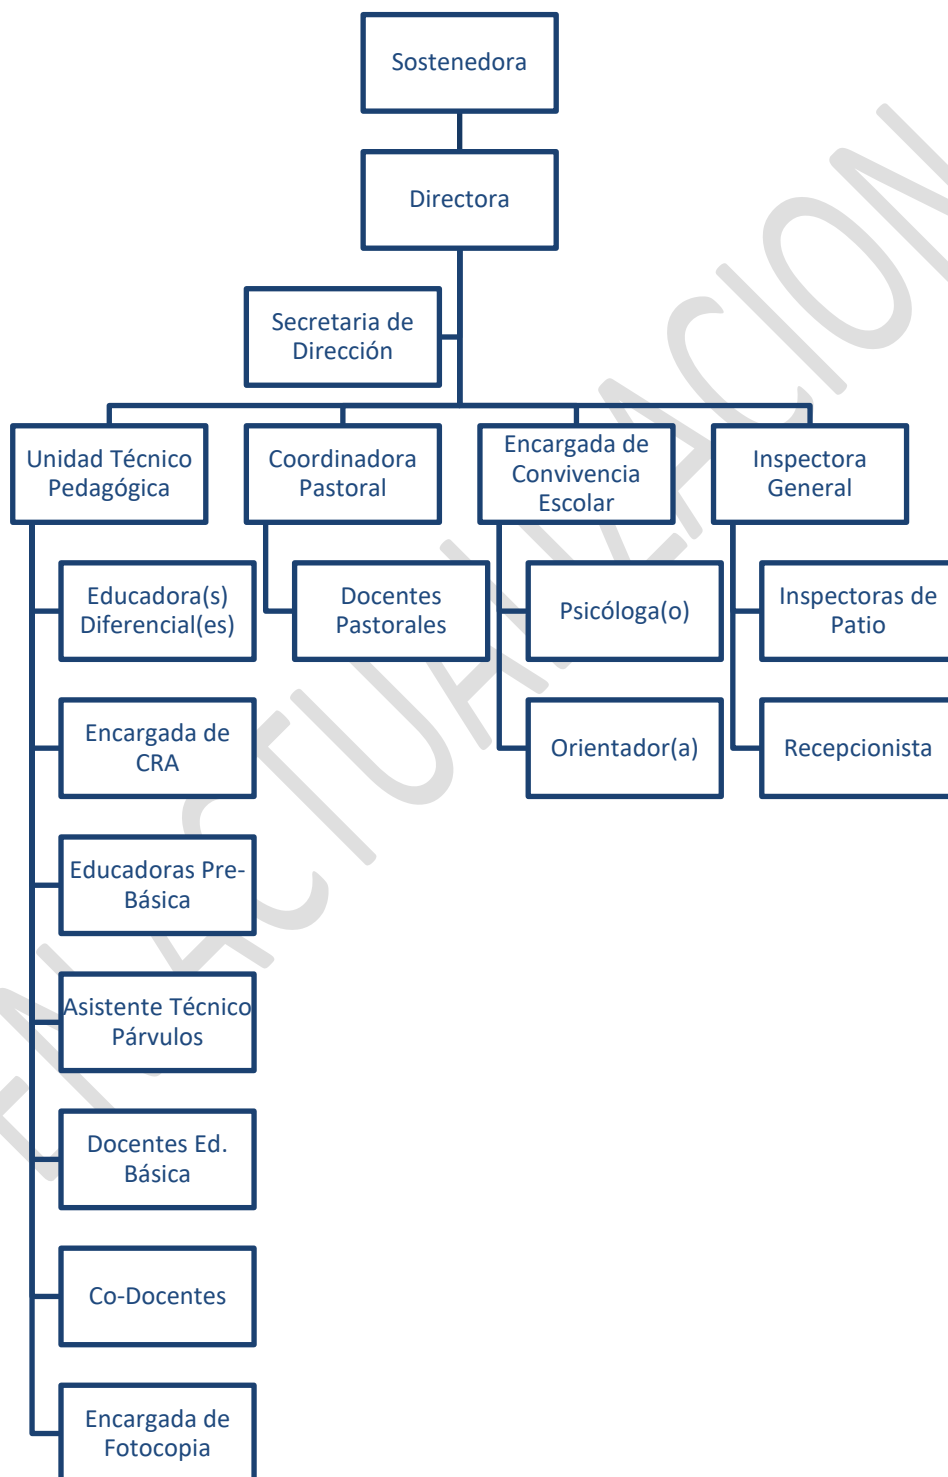 Sostenedora
Directora
Secretaria de
Dirección
Unidad Técnico
Pedagógica
Coordinadora
Pastoral
Encargada de
Convivencia
Escolar
Inspectora
General
Educadora(s)
Diferencial(es)
Docentes
Pastorales
Psicóloga(o)
Inspectoras de
Patio
Encargada de
CRA
Orientador(a)
Recepcionista
Educadoras Pre-
Básica
Asistente Técnico
Párvulos
Docentes Ed.
Básica
Co-Docentes
Encargada de
Fotocopia
EN ACTUALIZACION